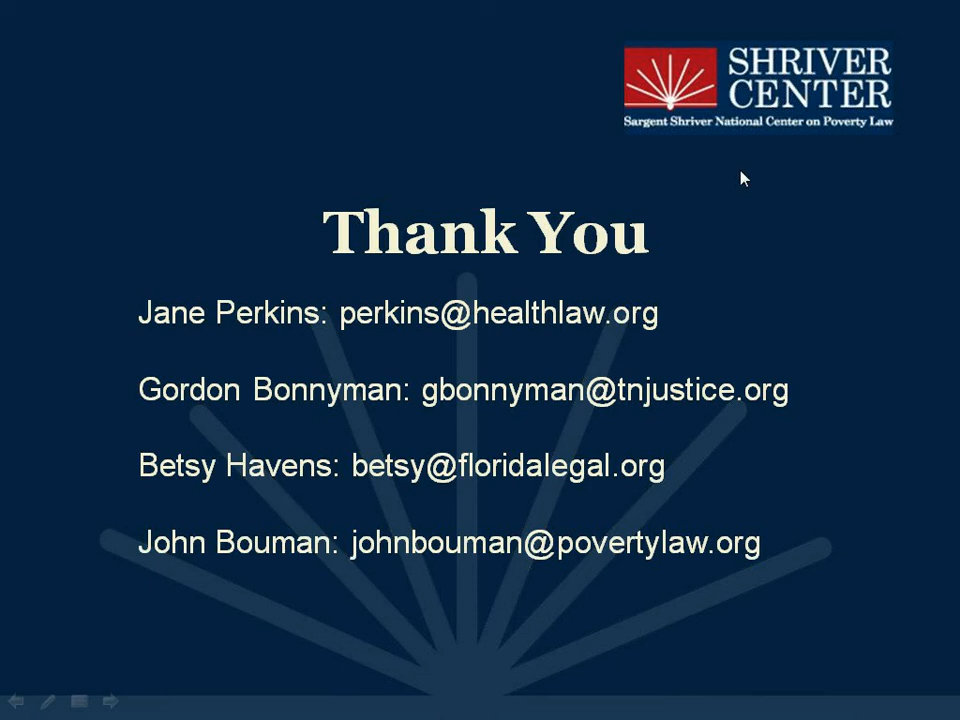 SHRIVER
CENTER
Sargent Shriver National Center on Poverty Law
Thank You
Jane Perkins: perkins@healthlaw.org
Gordon Bonnyman: gbonnyman@tnjustice.org
Betsy Havens: betsy@floridalegal.org
John Bouman: johnbouman@povertylaw.org